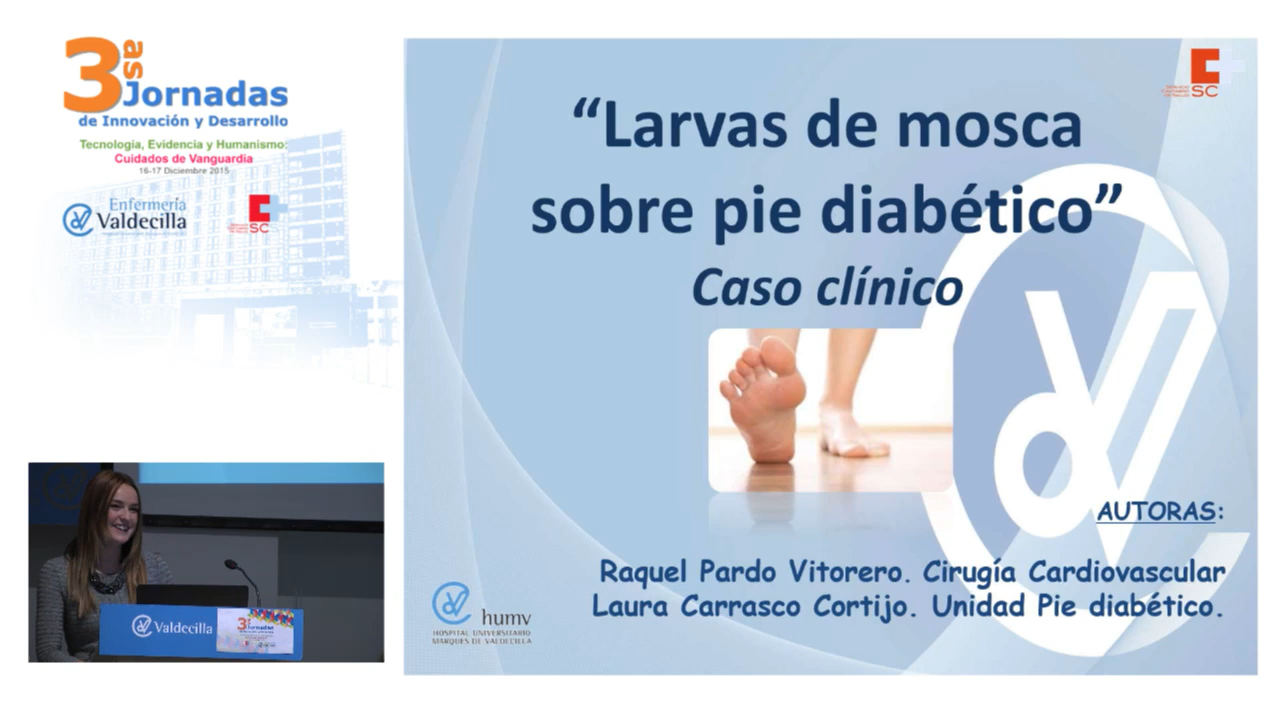 3as
Jornadas
de Innovación y Desarrollo
Tecnología, Evidencia y Humanismo:
Cuidados de Vanguardia
16-17 Diciembre 2015
Enfermería
Valdecilla
SC
“Larvas de mosca
sobre pie diabético”
Caso clínico
SC
AUTORAS:
Raquel Pardo Vitorero. Cirugía Cardiovascular
Laura Carrasco Cortijo. Unidad Pie diabético.
humv
HOSPITAL UNIVERSITARIO
MARQUÉS DE VALDECILLA
Valdecilla
3as Jornadas